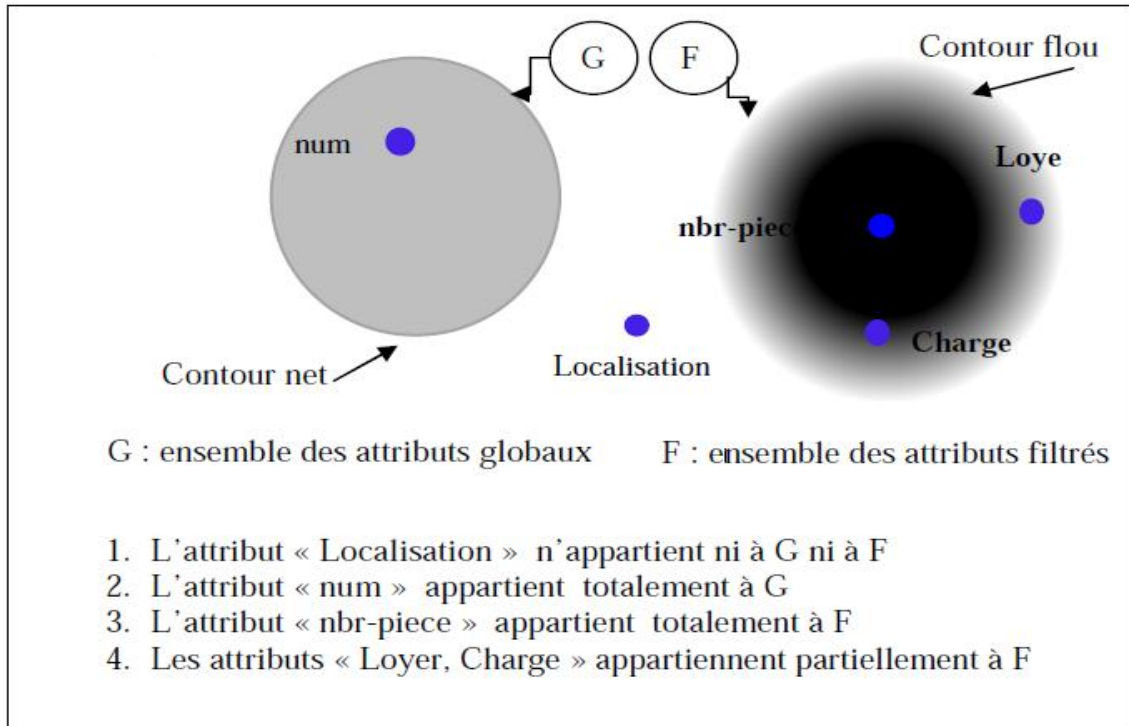 G
F
Contour flou
num
Loye
nbr-piec
Charge
Localisation
Contour net
G : ensemble des attributs globaux
F : ensemble des attributs filtrés
1. L'attribut « Localisation » n'appartient ni à G ni à F
2. L'attribut « num » appartient totalement à G
3. L'attribut « nbr-piece » appartient totalement à F
4. Les attributs « Loyer, Charge » appartiennent partiellement à F